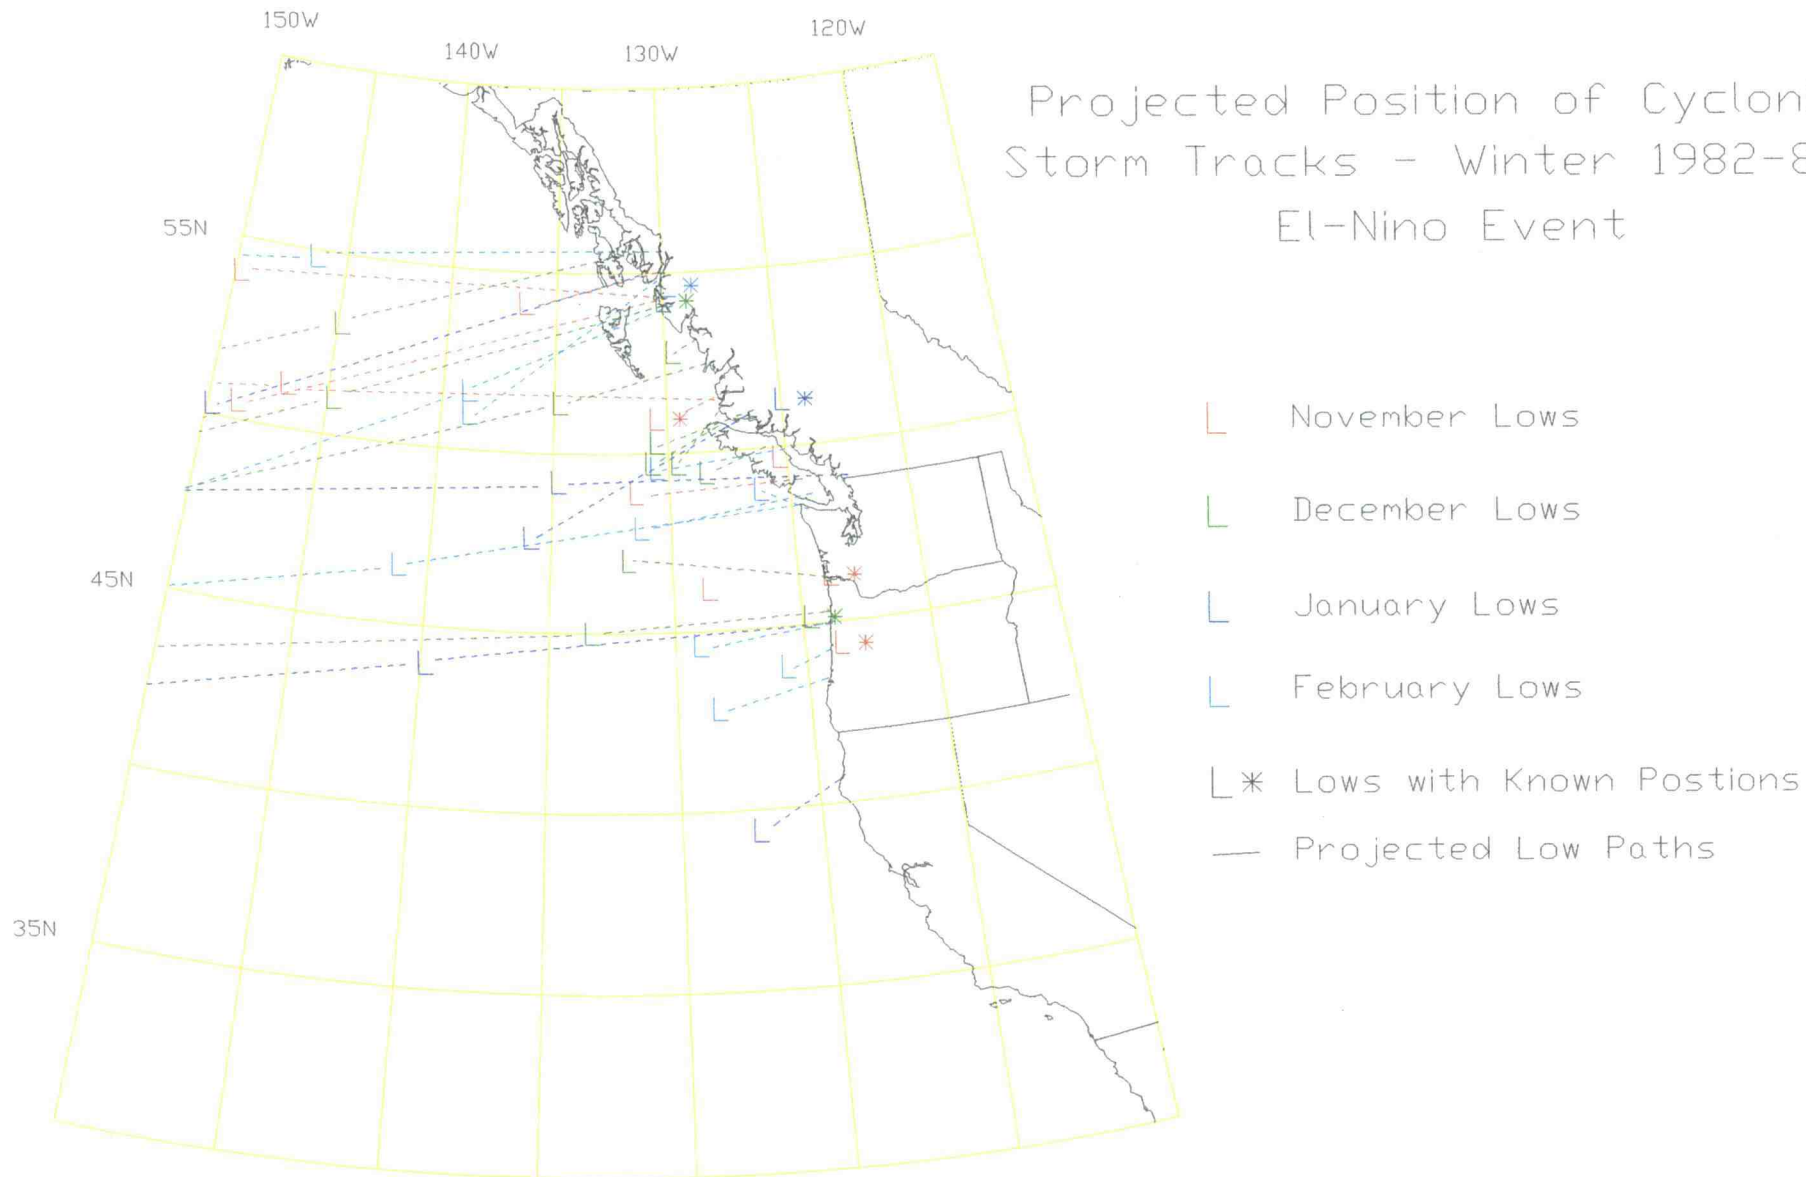 150W
140W
130W
120W
Projected Position of Cyclon
Storm Tracks - Winter 1982-8
El-Nino Event
55N
45N
35N
L November Lows
L December Lows
L January Lows
L February Lows
L* Lows with Known Postions
Projected Low Paths